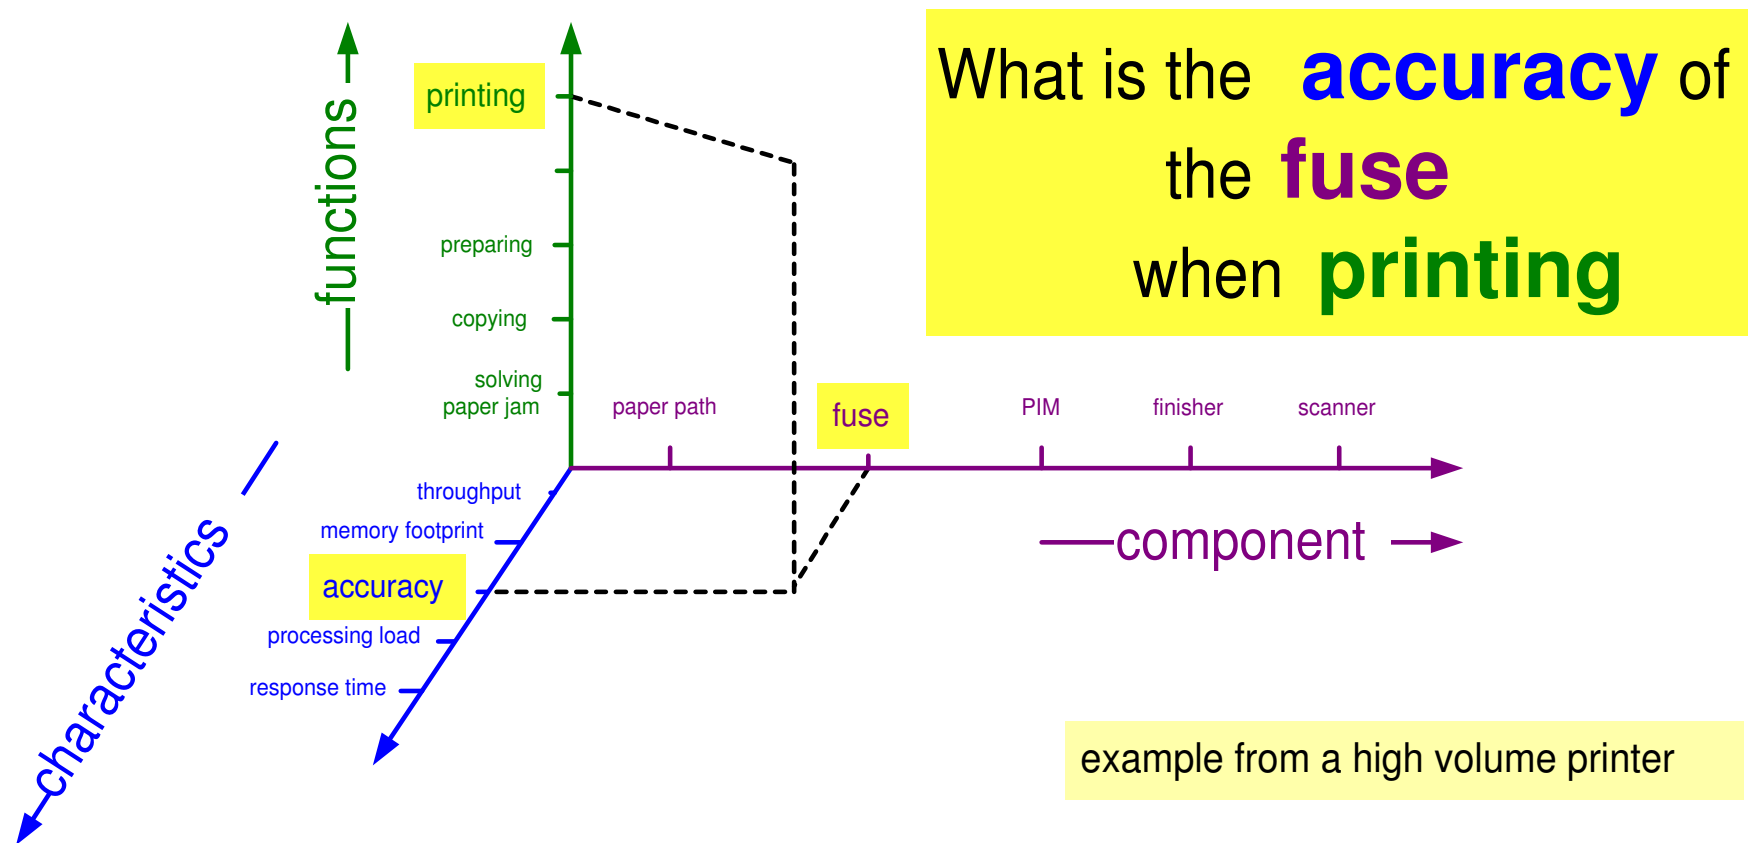 What is the accuracy of
the fuse
when printing
functions
printing
preparing
copying
solving
paper jam
paper path
fuse
PIM
finisher
scanner
component
throughput
memory footprint
accuracy
processing load
response time
characteristics
example from a high volume printer